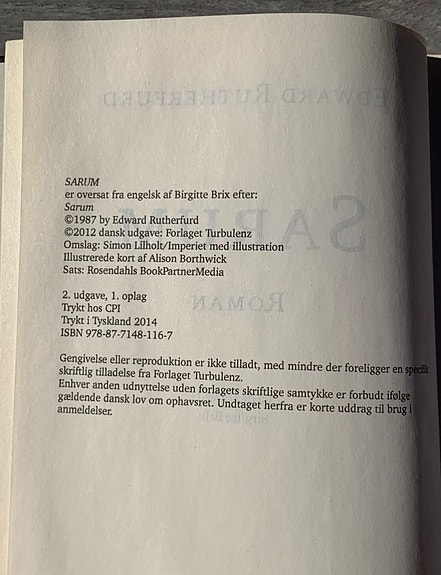 SARUM
er oversat fra engelsk af Birgitte Brix efter:
Sarum
©1987 by Edward Rutherfurd
©2012 dansk udgave: Forlaget Turbulenz
Omslag: Simon Lilholt/Imperiet med illustration
Illustrerede kort af Alison Borthwick
Sats: Rosendahls BookPartnerMedia
2. udgave, 1. oplag
Trykt hos CPI
Trykt i Tyskland 2014
ISBN 978-87-7148-116-7
Gengivelse eller reproduktion er ikke tilladt, med mindre der foreligger en specifik
skriftlig tilladelse fra Forlaget Turbulenz.
Enhver anden udnyttelse uden forlagets skriftlige samtykke er forbudt ifølge
gældende dansk lov om ophavsret. Undtaget herfra er korte uddrag til brug i
anmeldelser.
EDWARD RUTHERFURD
SARUM
ROMAN